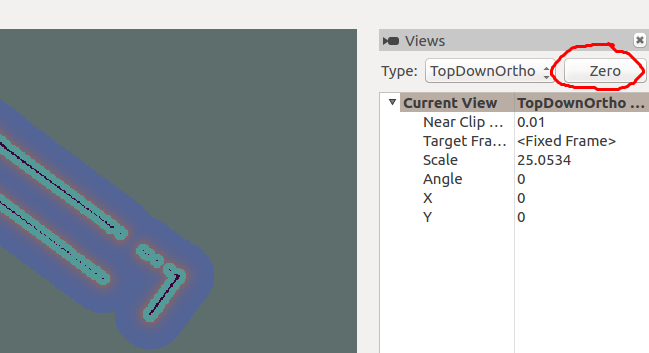 Views
Type: TopDownOrtho Zero
Current View TopDownOrtho ...
Near Clip ... 0.01
Target Fra... <Fixed Frame>
Scale 25.0534
Angle 0
X 0
Y 0